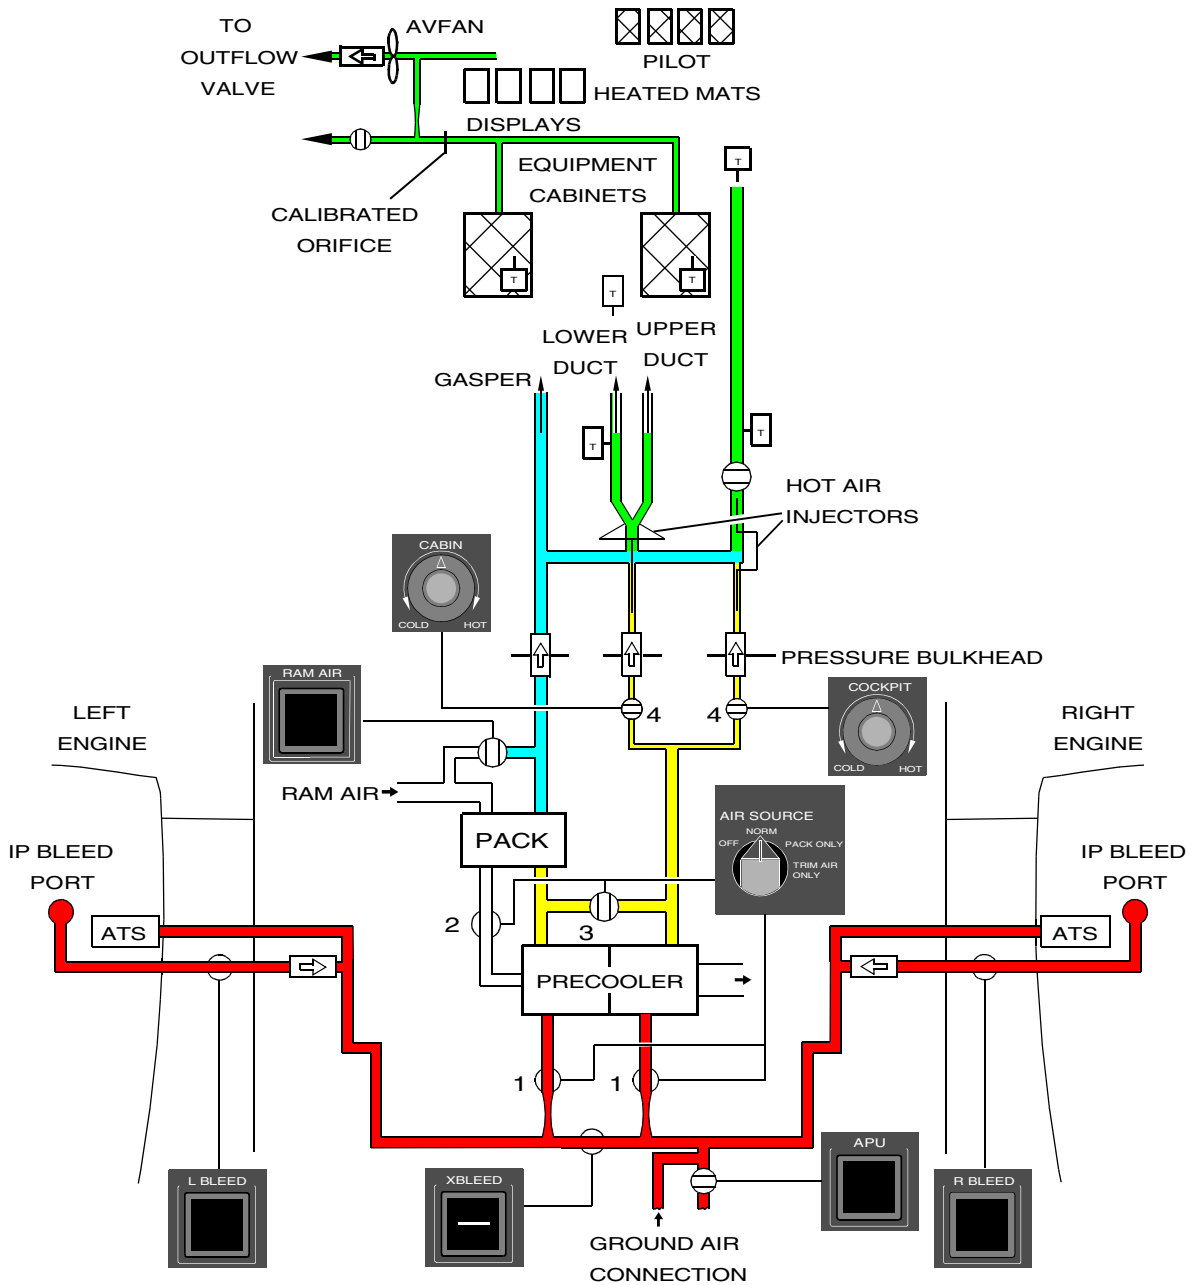 TO
OUTFLOW
VALVE
AVFAN
PILOT
HEATED MATS
DISPLAYS
EQUIPMENT
CABINETS
CALIBRATED
ORIFICE
T
T
T
T
LOWER
DUCT
UPPER
DUCT
GASPER
T
T
HOT AIR
INJECTORS
CABIN
COLD
HOT
PRESSURE BULKHEAD
RAM AIR
COCKPIT
COLD
HOT
4
4
LEFT
ENGINE
RIGHT
ENGINE
RAM AIR
PACK
AIR SOURCE
NORM
OFF
PACK ONLY
TRIM AIR
ONLY
IP BLEED
PORT
IP BLEED
PORT
ATS
2
3
ATS
PRECOOLER
1
1
L BLEED
XBLEED
APU
R BLEED
GROUND AIR
CONNECTION